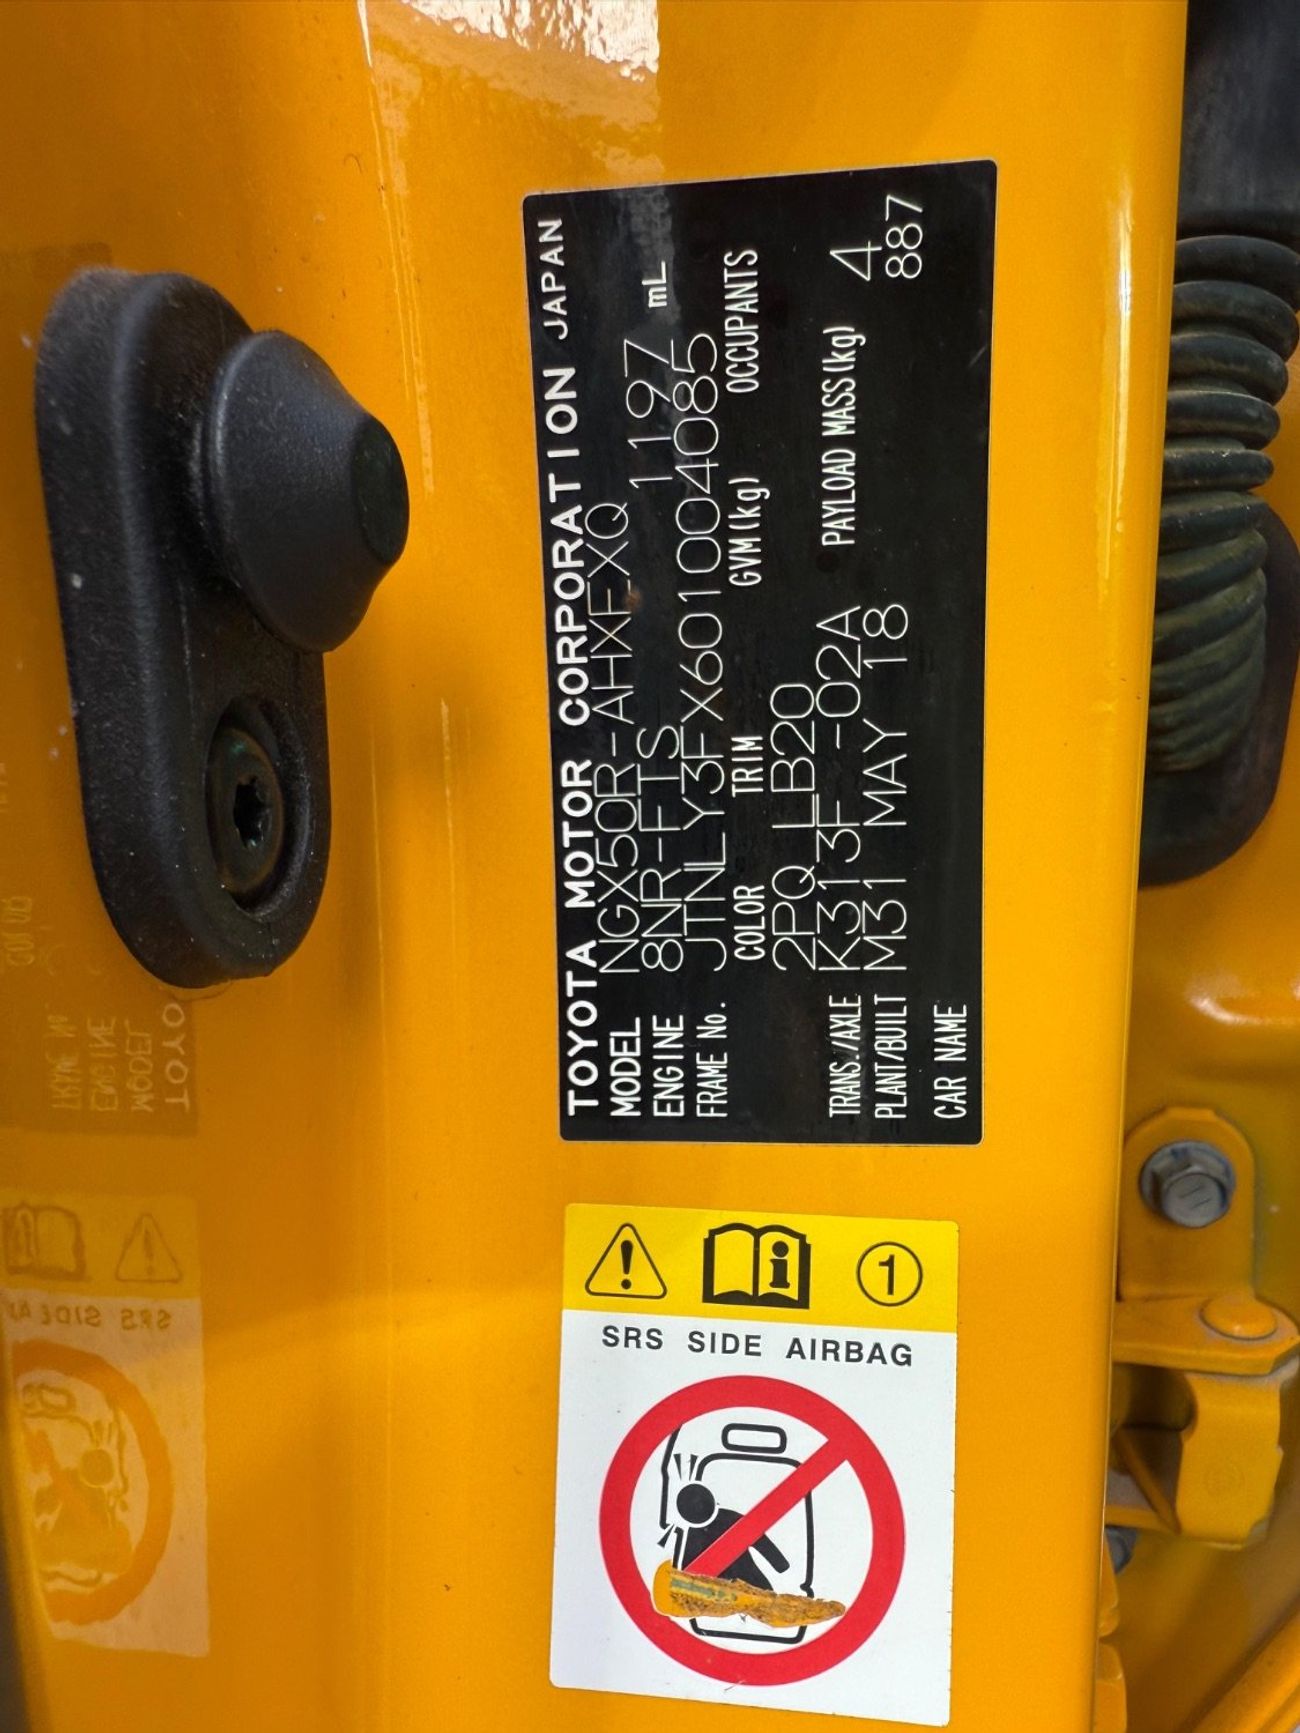 TOYOTA MOTOR CORPORATION JAPAN
MODEL NGX50R-AHXEXQ
ENGINE 8NR-FTS 1197 mL
FRAME No. JTNLY3FX601004085
COLOR TRIM GVM(kg) OCCUPANTS
2PQ LB20 4
TRANS./AXLE K313F -02A PAYLOAD MASS(kg) 887
PLANT/BUILT M31 MAY 18
CAR NAME
1
SRS SIDE AIRBAG